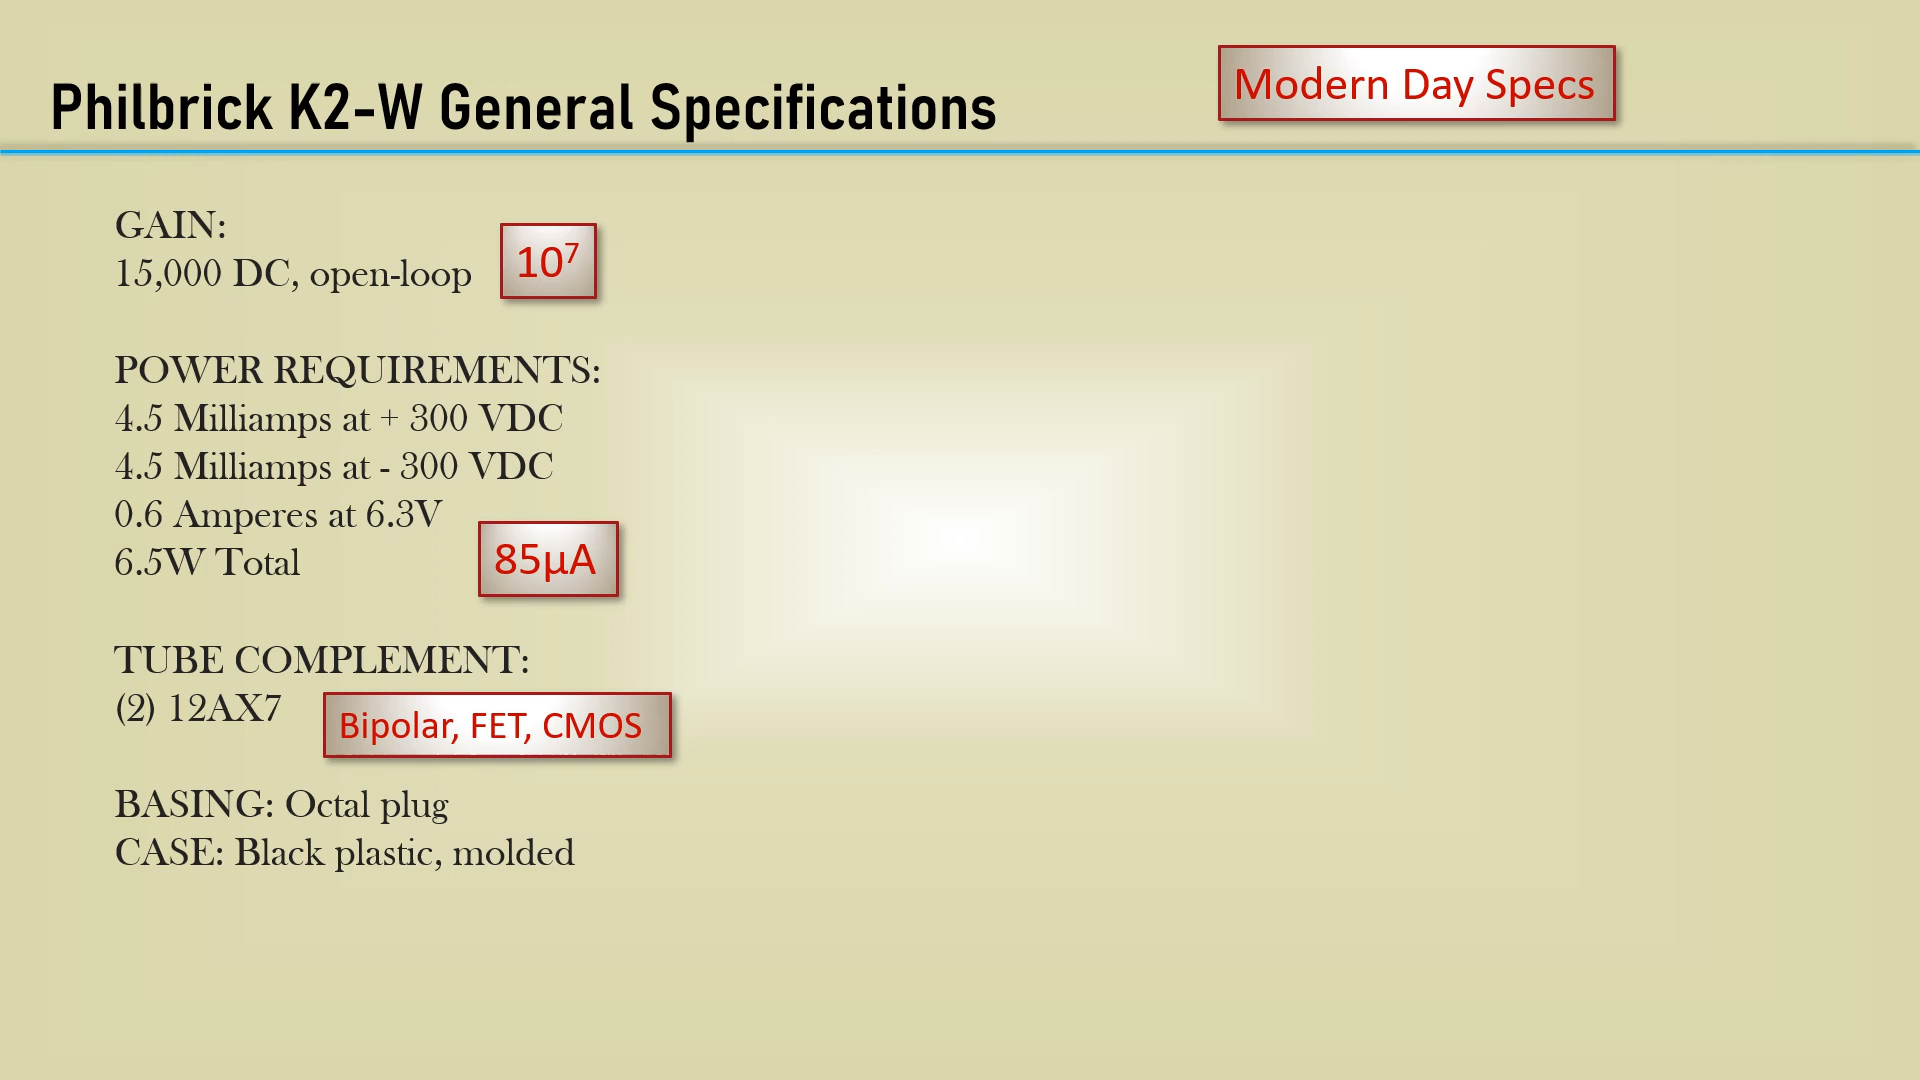 Modern Day Specs
Philbrick K2-W General Specifications
GAIN:
15,000 DC, open-loop
10⁷
POWER REQUIREMENTS:
4.5 Milliamps at + 300 VDC
4.5 Milliamps at - 300 VDC
0.6 Amperes at 6.3V
6.5W Total
85µA
TUBE COMPLEMENT:
(2) 12AX7
Bipolar, FET, CMOS
BASING: Octal plug
CASE: Black plastic, molded